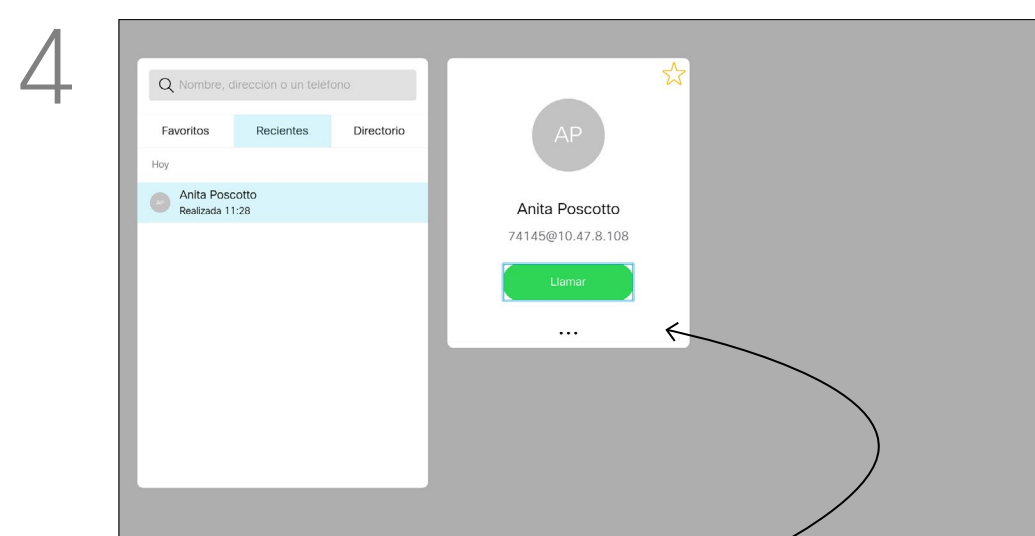 4
Nombre, dirección o un teléfono
Favoritos Recientes Directorio
Hoy
AP
Anita Poscotto
Realizada 11:28
AP
Anita Poscotto
74145@10.47.8.108
Llamar
...